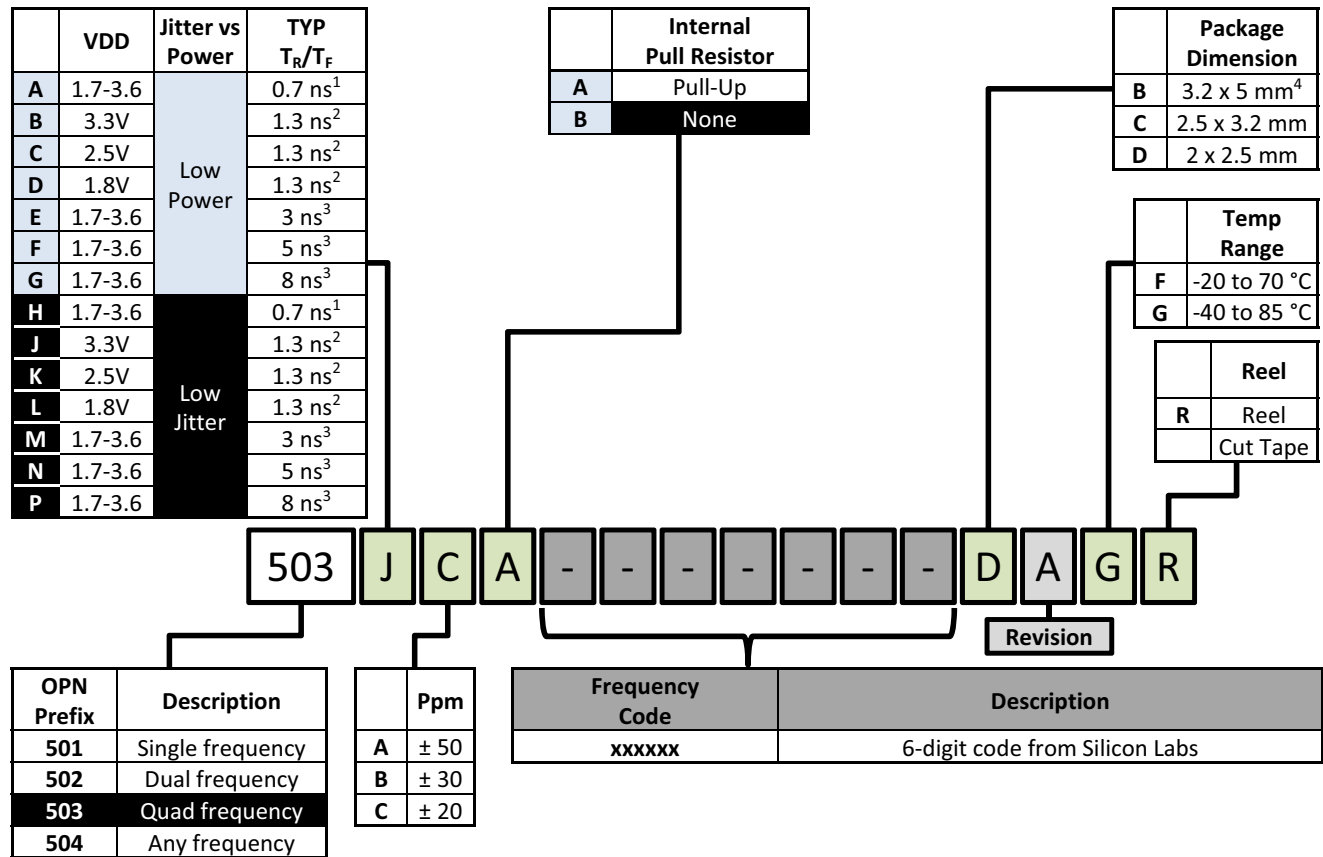 VDD Jitter vs Power TYP T_R/T_F
A 1.7-3.6 0.7 ns¹
B 3.3V 1.3 ns²
C 2.5V 1.3 ns²
D 1.8V 1.3 ns²
E 1.7-3.6 3 ns³
F 1.7-3.6 5 ns³
G 1.7-3.6 8 ns³
Low Power
H 1.7-3.6 0.7 ns¹
J 3.3V 1.3 ns²
K 2.5V 1.3 ns²
L 1.8V 1.3 ns²
M 1.7-3.6 3 ns³
N 1.7-3.6 5 ns³
P 1.7-3.6 8 ns³
Low Jitter
Internal
Pull Resistor
A Pull-Up
B None
Package
Dimension
B 3.2 x 5 mm⁴
C 2.5 x 3.2 mm
D 2 x 2.5 mm
Temp
Range
F -20 to 70 °C
G -40 to 85 °C
Reel
R Reel
Cut Tape
503 J C A - - - - - - - D A G R
Revision
OPN
Prefix
Description
501 Single frequency
502 Dual frequency
503 Quad frequency
504 Any frequency
Ppm
A ± 50
B ± 30
C ± 20
Frequency
Code
Description
xxxxxx 6-digit code from Silicon Labs